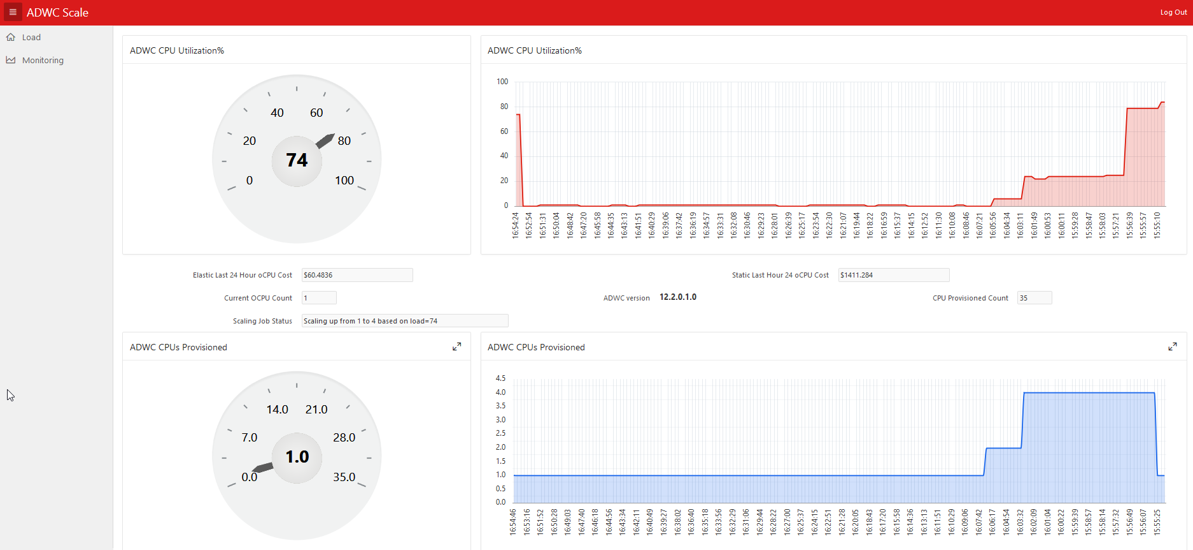 ADWC Scale
Log Out
Load
Monitoring
ADWC CPU Utilization%
40 60
20 80
74
0 100
ADWC CPU Utilization%
100
80
60
40
20
0
16:54:24 16:52:54 16:51:31 16:50:04 16:48:42 16:47:20 16:45:58 16:44:35 16:43:13 16:41:51 16:40:29 16:39:06 16:37:42 16:36:19 16:34:57 16:33:31 16:32:08 16:30:46 16:29:23 16:28:01 16:26:39 16:25:17 16:23:54 16:22:30 16:21:07 16:19:44 16:18:22 16:16:59 16:15:37 16:14:15 16:12:52 16:11:30 16:10:08 16:08:46 16:07:21 16:05:56 16:04:34 16:03:11 16:01:49 16:00:53 16:00:11 15:59:28 15:58:47 15:58:03 15:57:21 15:56:39 15:55:57 15:55:10
Elastic Last 24 Hour oCPU Cost $60.4836
Static Last Hour 24 oCPU Cost $1411.284
Current OCPU Count 1
ADWC version 12.2.0.1.0
CPU Provisioned Count 35
Scaling Job Status Scaling up from 1 to 4 based on load=74
ADWC CPUs Provisioned
14.0 21.0
7.0 28.0
1.0
0.0 35.0
ADWC CPUs Provisioned
4.5
4.0
3.5
3.0
2.5
2.0
1.5
1.0
0.5
0.0
16:54:46 16:53:16 16:51:52 16:50:28 16:49:03 16:47:40 16:46:18 16:44:56 16:43:34 16:42:11 16:40:49 16:39:27 16:38:02 16:36:40 16:35:18 16:33:56 16:32:29 16:31:06 16:29:44 16:28:22 16:27:00 16:25:37 16:24:15 16:22:51 16:21:28 16:20:05 16:18:43 16:17:20 16:15:58 16:14:36 16:13:13 16:11:51 16:10:29 16:09:06 16:07:42 16:06:17 16:04:54 16:03:32 16:02:09 16:01:04 16:00:22 15:59:39 15:58:57 15:58:14 15:57:32 15:56:49 15:56:07 15:55:25